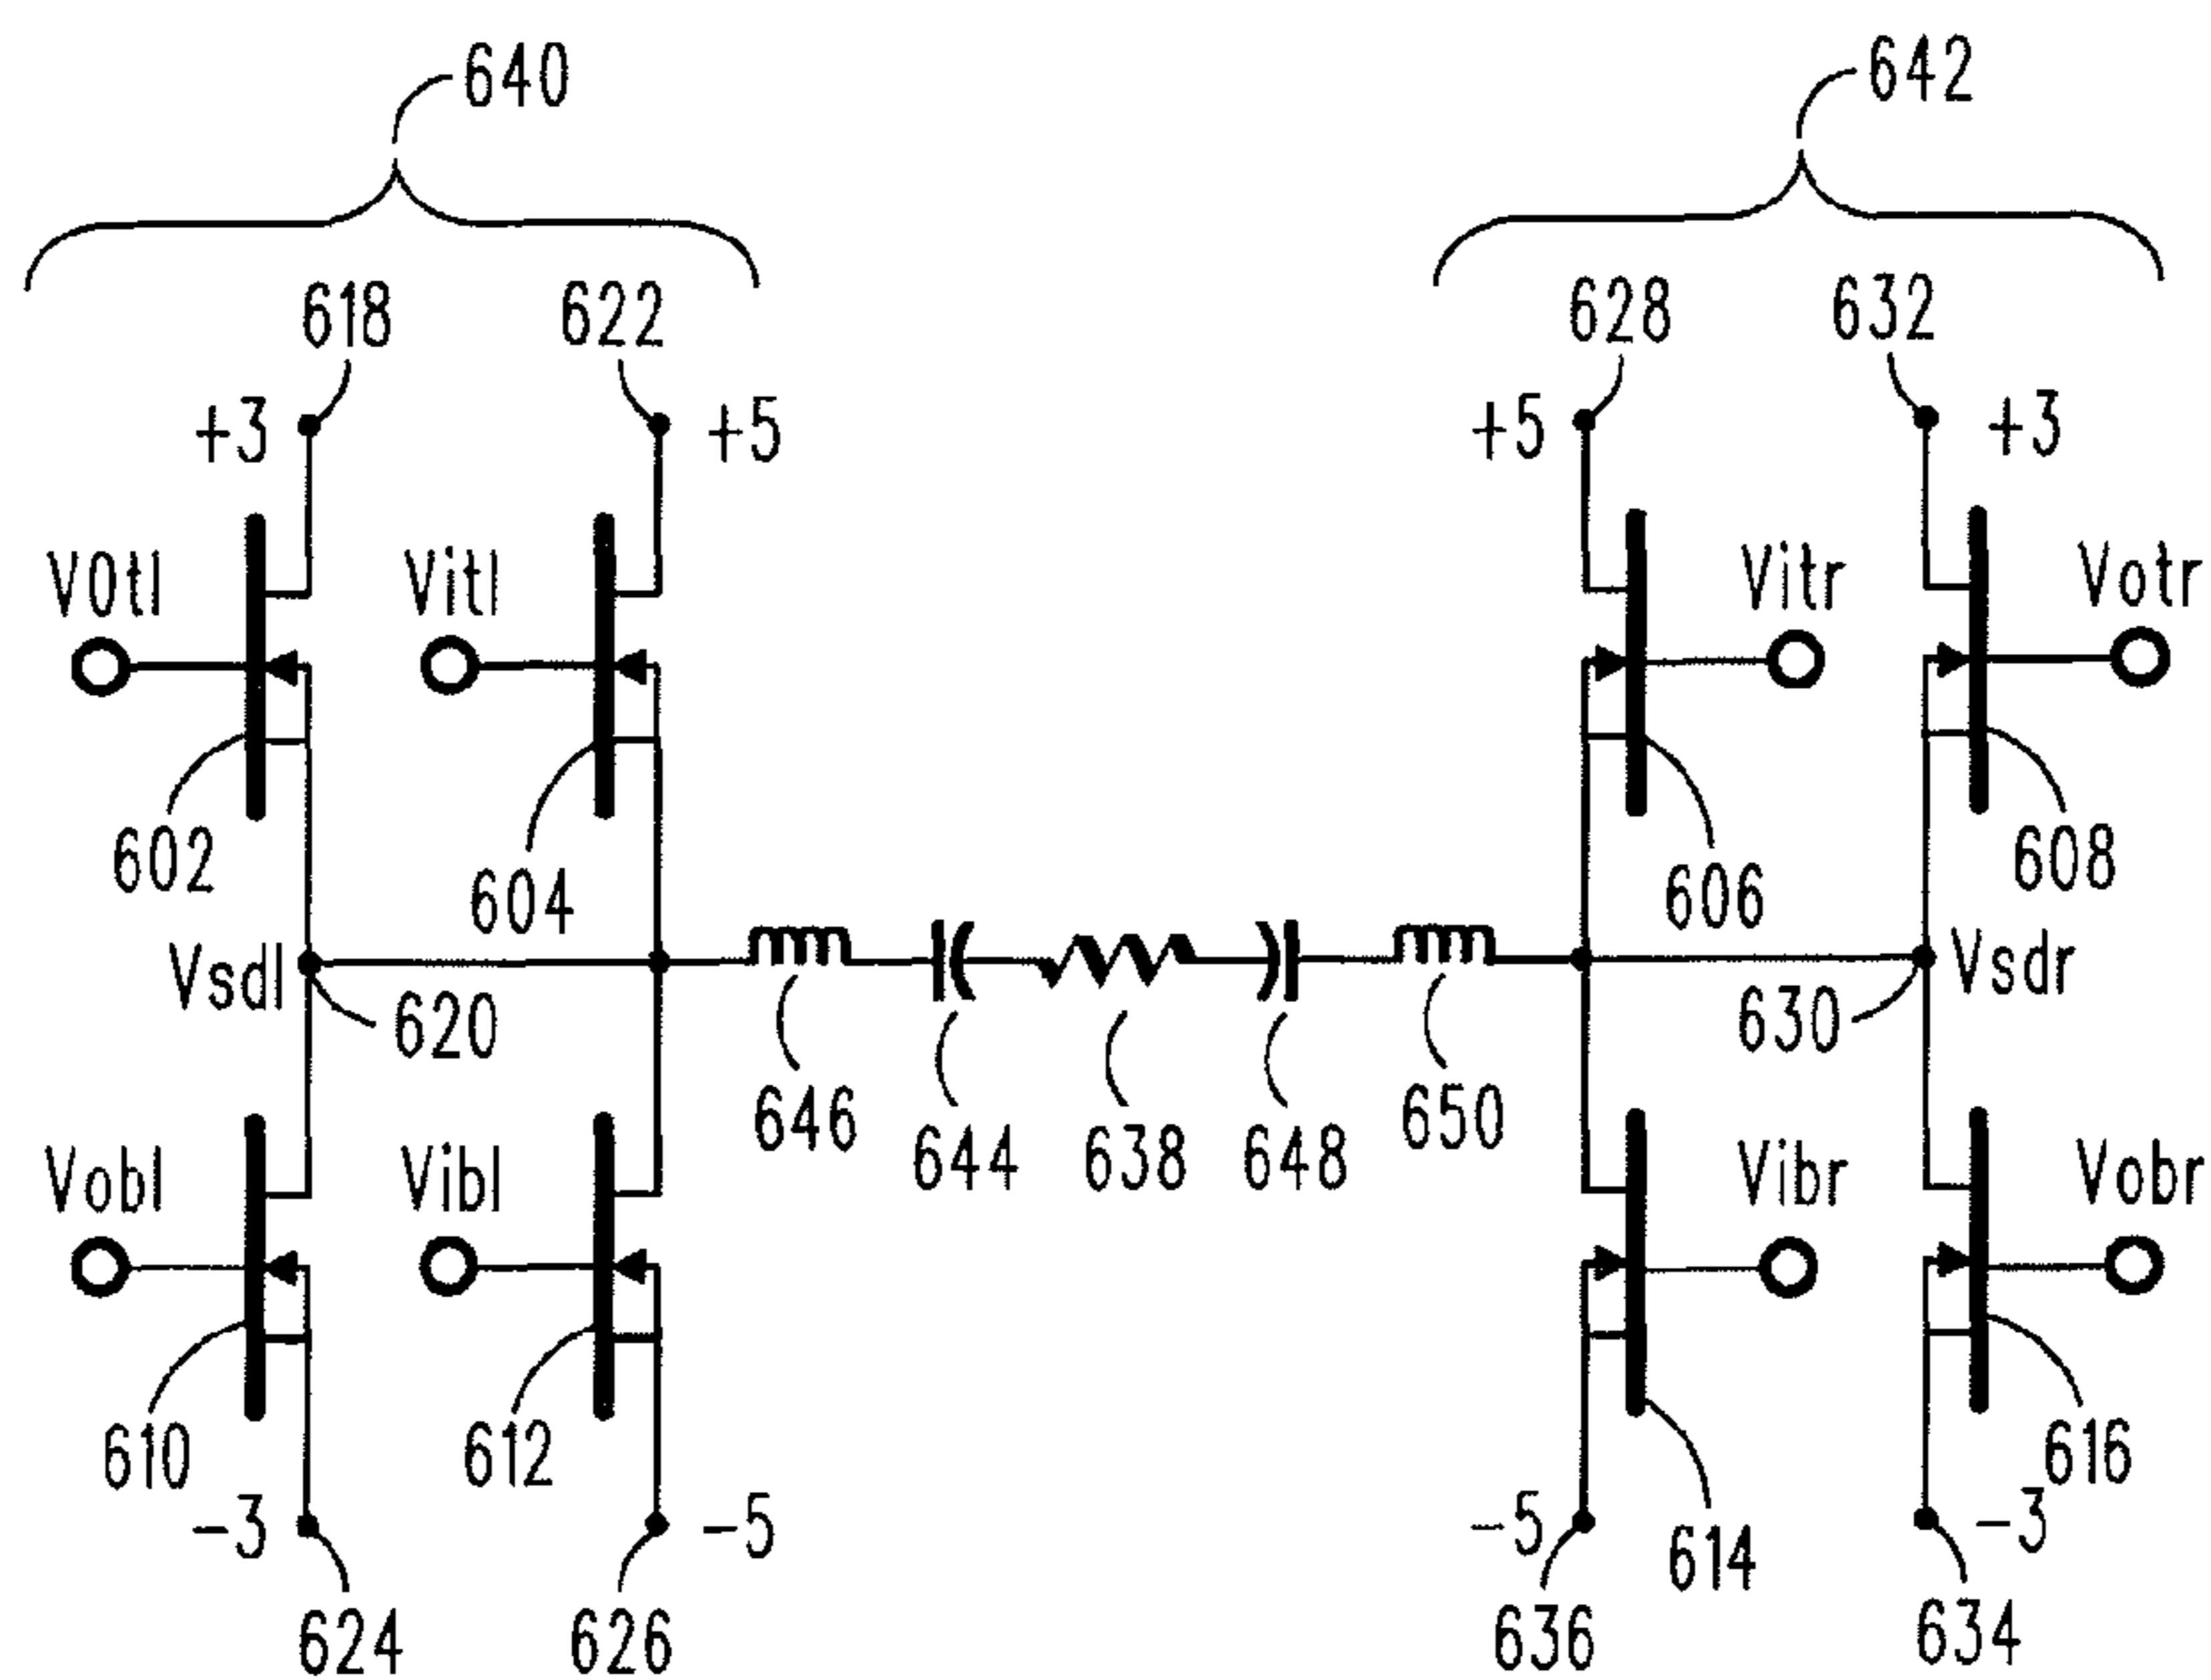 640 642
618 622 628 632
+3 +5 +5 +3
V0tl Vitl Vitr Votr
602 604 606 608
Vsdl 620 630 Vsdr
646 644 638 648 650
Vobl Vibl Vibr Vobr
610 612 614 616
-3 -5 -5 -3
624 626 636 634